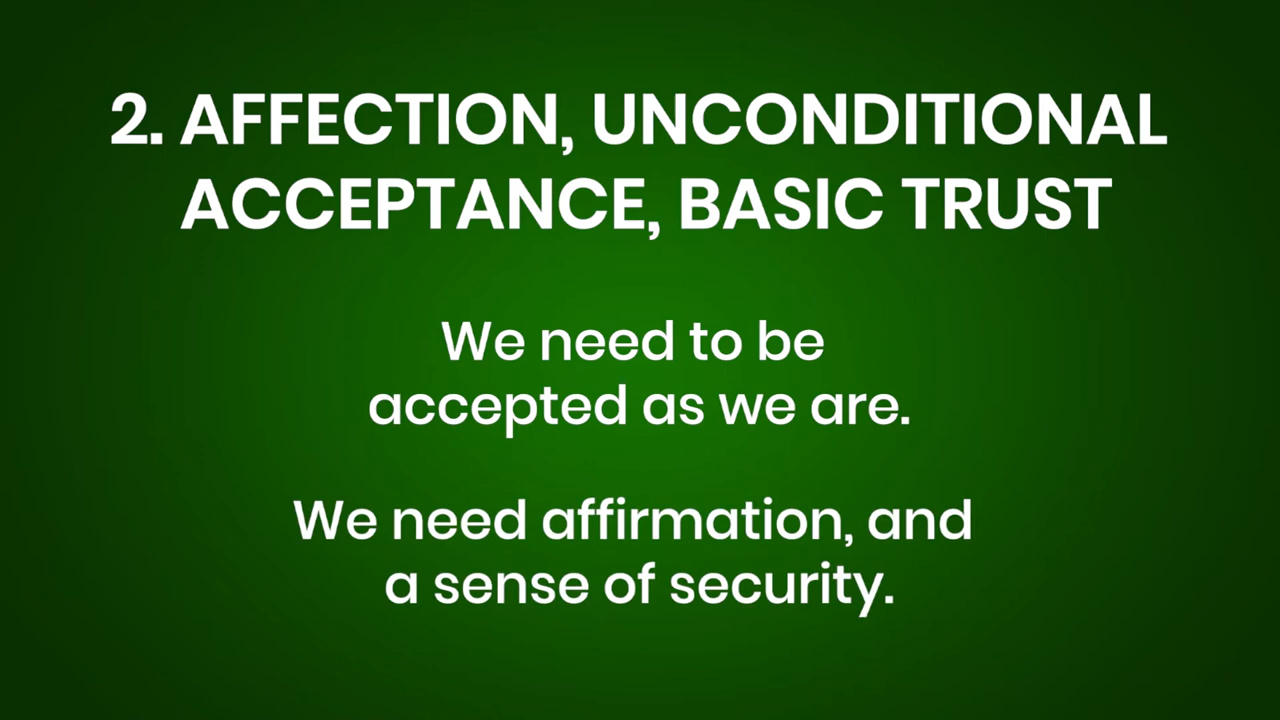 2. AFFECTION, UNCONDITIONAL
ACCEPTANCE, BASIC TRUST
We need to be
accepted as we are.
We need affirmation, and
a sense of security.